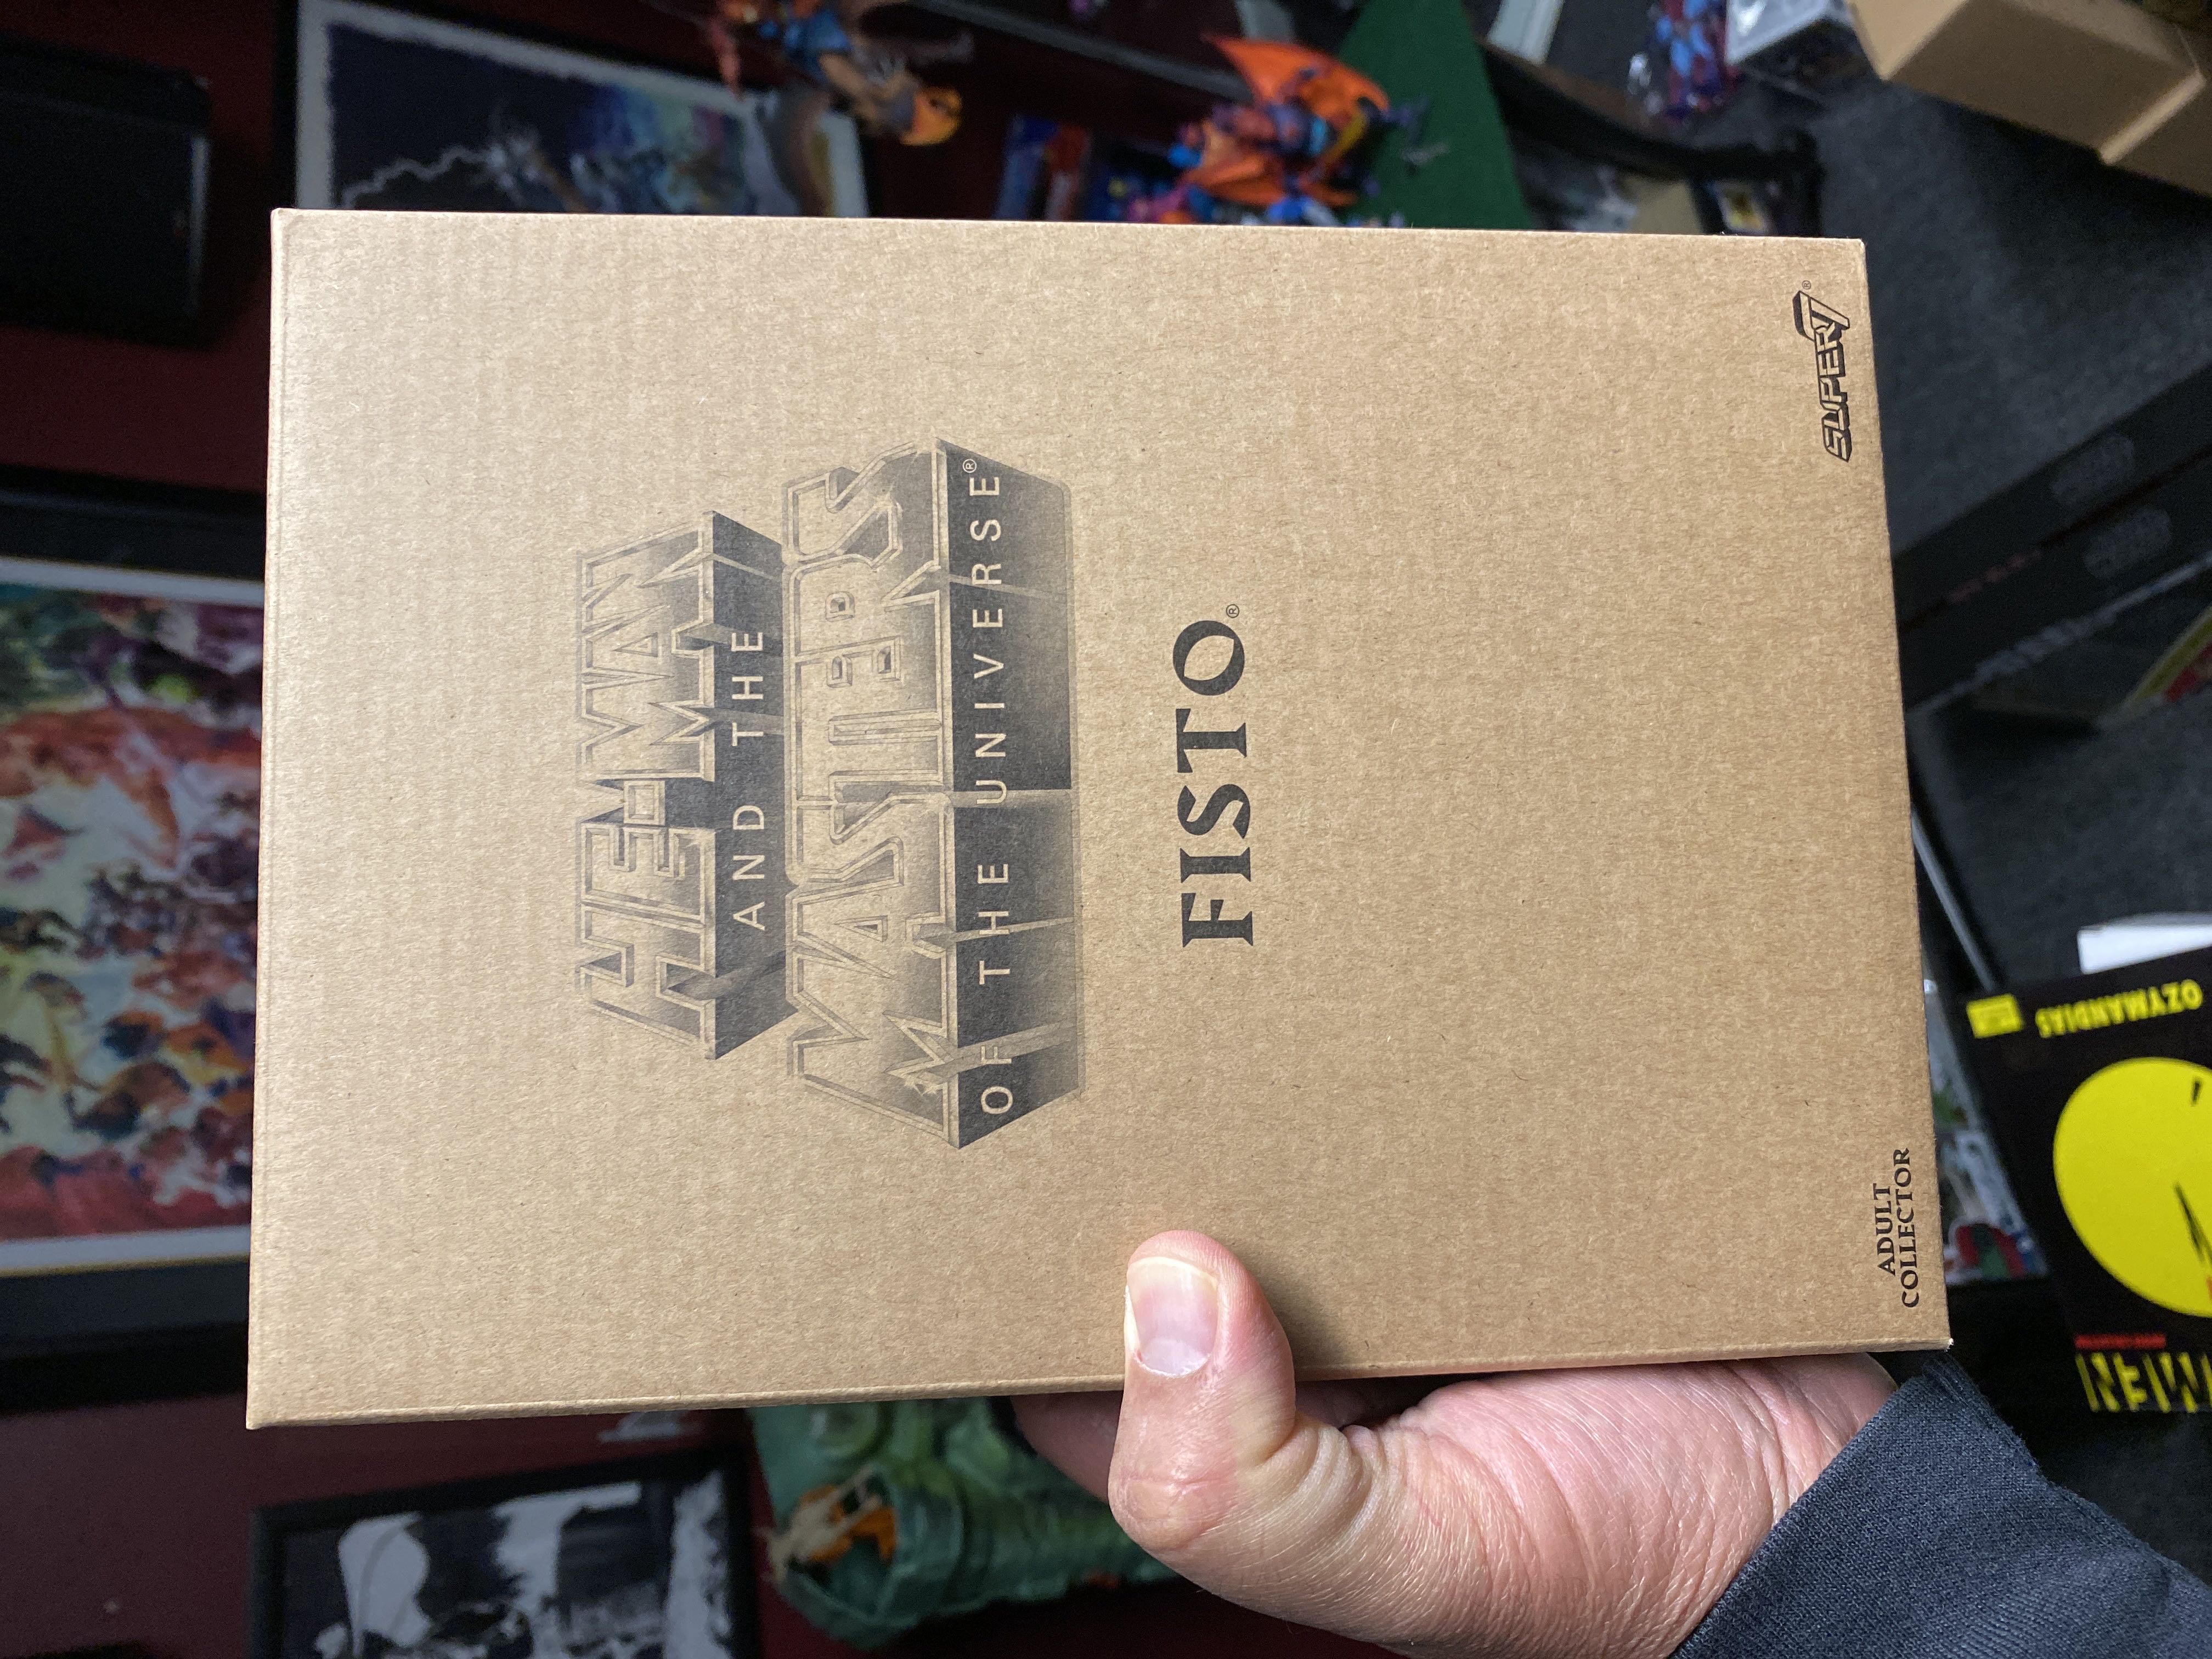 HE-MAN
AND THE
MASTERS
OF THE UNIVERSE®
FISTO®
ADULT
COLLECTOR
SUPER7®
OZYMANDIAS